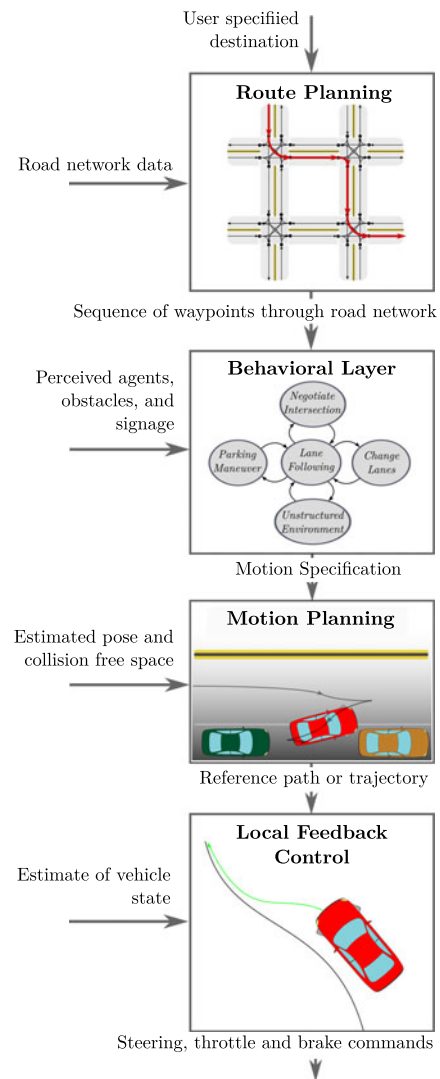 User specifiied
destination
Route Planning
Road network data
Sequence of waypoints through road network
Behavioral Layer
Perceived agents,
obstacles, and
signage
Negotiate
Intersection
Parking
Maneuver
Lane
Following
Change
Lanes
Unstructured
Environment
Motion Specification
Motion Planning
Estimated pose and
collision free space
Reference path or trajectory
Local Feedback
Control
Estimate of vehicle
state
Steering, throttle and brake commands